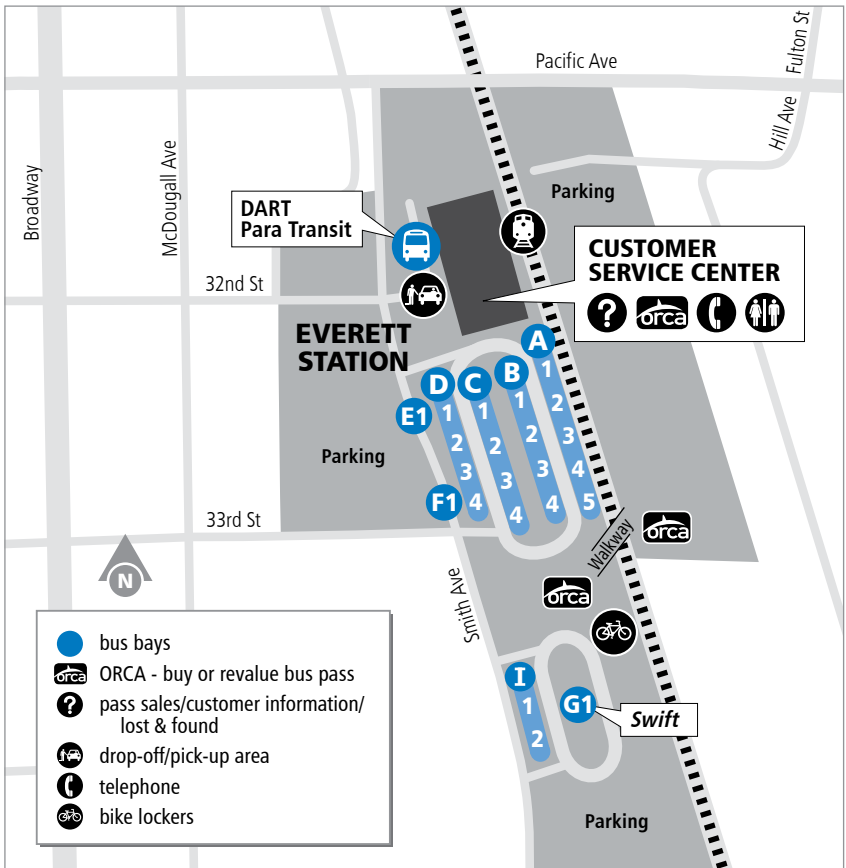 Pacific Ave
Fulton St
Hill Ave
Broadway
McDougall Ave
Parking
DART
Para Transit
CUSTOMER
SERVICE CENTER
? orca
32nd St
EVERETT
STATION
A
1
2
3
4
5
B
1
2
3
4
C
1
2
3
4
D
1
2
3
4
E1
F1
Parking
33rd St
Walkway
orca
orca
N
Smith Ave
I
1
2
G1
Swift
Parking
bus bays
orca ORCA - buy or revalue bus pass
? pass sales/customer information/
lost & found
drop-off/pick-up area
telephone
bike lockers